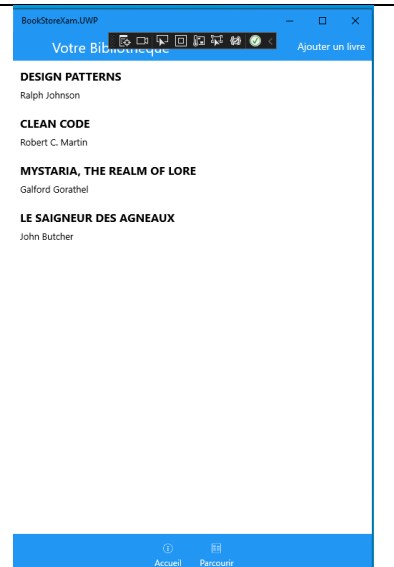 BookStoreXam.UWP
Votre Bibliothèque
Ajouter un livre
DESIGN PATTERNS
Ralph Johnson
CLEAN CODE
Robert C. Martin
MYSTARIA, THE REALM OF LORE
Galford Gorathel
LE SAIGNEUR DES AGNEAUX
John Butcher
Accueil Parcourir